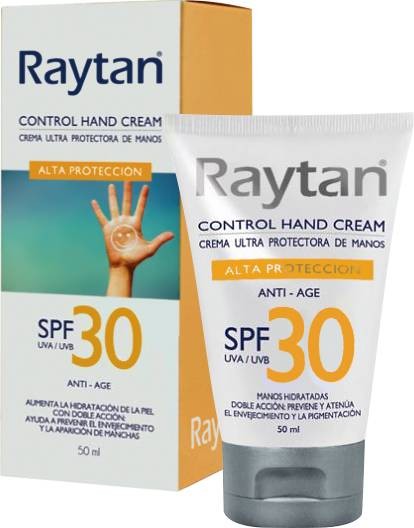 Raytan®
CONTROL HAND CREAM
CREMA ULTRA PROTECTORA DE MANOS
ALTA PROTECCION
SPF 30
UVA / UVB
ANTI - AGE
AUMENTA LA HIDRATACIÓN DE LA PIEL
CON DOBLE ACCIÓN:
AYUDA A PREVENIR EL ENVEJECIMIENTO
Y LA APARICIÓN DE MANCHAS
50 ml
Rayt
Raytan®
CONTROL HAND CREAM
CREMA ULTRA PROTECTORA DE MANOS
ALTA PROTECCION
ANTI - AGE
SPF 30
UVA / UVB
MANOS HIDRATADAS
DOBLE ACCIÓN: PREVIENE Y ATENÚA
EL ENVEJECIMIENTO Y LA PIGMENTACIÓN
50 ml